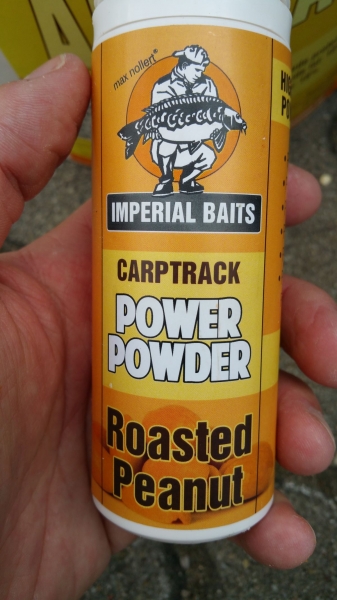 max nollert®
IMPERIAL BAITS
CARPTRACK
POWER
POWDER
Roasted
Peanut